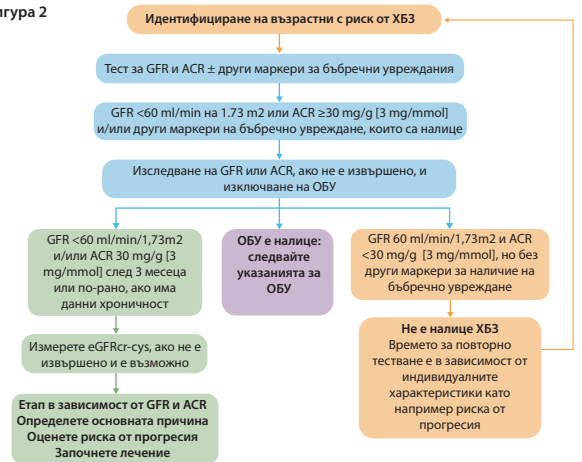 гура 2
Идентифициране на възрастни с риск от ХБЗ
Тест за GFR и ACR ± други маркери за бъбречни увреждания
GFR <60 ml/min на 1.73 m2 или ACR ≥30 mg/g [3 mg/mmol]
и/или други маркери на бъбречно увреждане, които са налице
Изследване на GFR или ACR, ако не е извършено, и
изключване на ОБУ
GFR <60 ml/min/1,73m2
и/или ACR 30 mg/g [3
mg/mmol] след 3 месеца
или по-рано, ако има
данни хроничност
ОБУ е налице:
следвайте
указанията за
ОБУ
GFR 60 ml/min/1,73m2 и ACR
<30 mg/g [3 mg/mmol], но без
други маркери за наличие на
бъбречно увреждане
Измерете eGFRcr-cys, ако не е
извършено и е възможно
Не е налице ХБЗ
Времето за повторно
тестване е в зависимост от
индивидуалните
характеристики като
например риска от
прогресия
Етап в зависимост от GFR и ACR
Определете основната причина
Оценете риска от прогресия
Започнете лечение